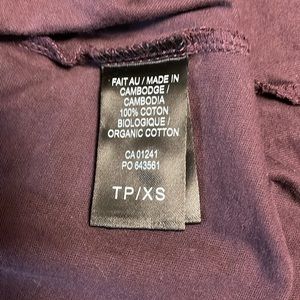 FAIT AU / MADE IN
CAMBODGE /
CAMBODIA
100% COTON
BIOLOGIQUE /
ORGANIC COTTON
CA 01241
PO 643561
TP/XS